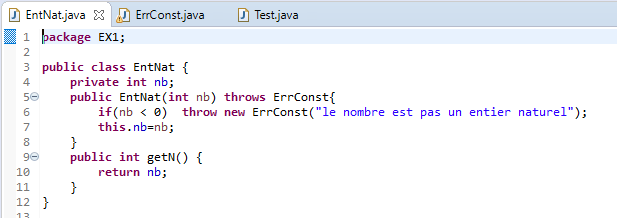 EntNat.java ErrConst.java Test.java
1 package EX1;
2
3 public class EntNat {
4     private int nb;
5     public EntNat(int nb) throws ErrConst{
6         if(nb < 0)  throw new ErrConst("le nombre est pas un entier naturel");
7         this.nb=nb;
8     }
9     public int getN() {
10         return nb;
11     }
12 }
13